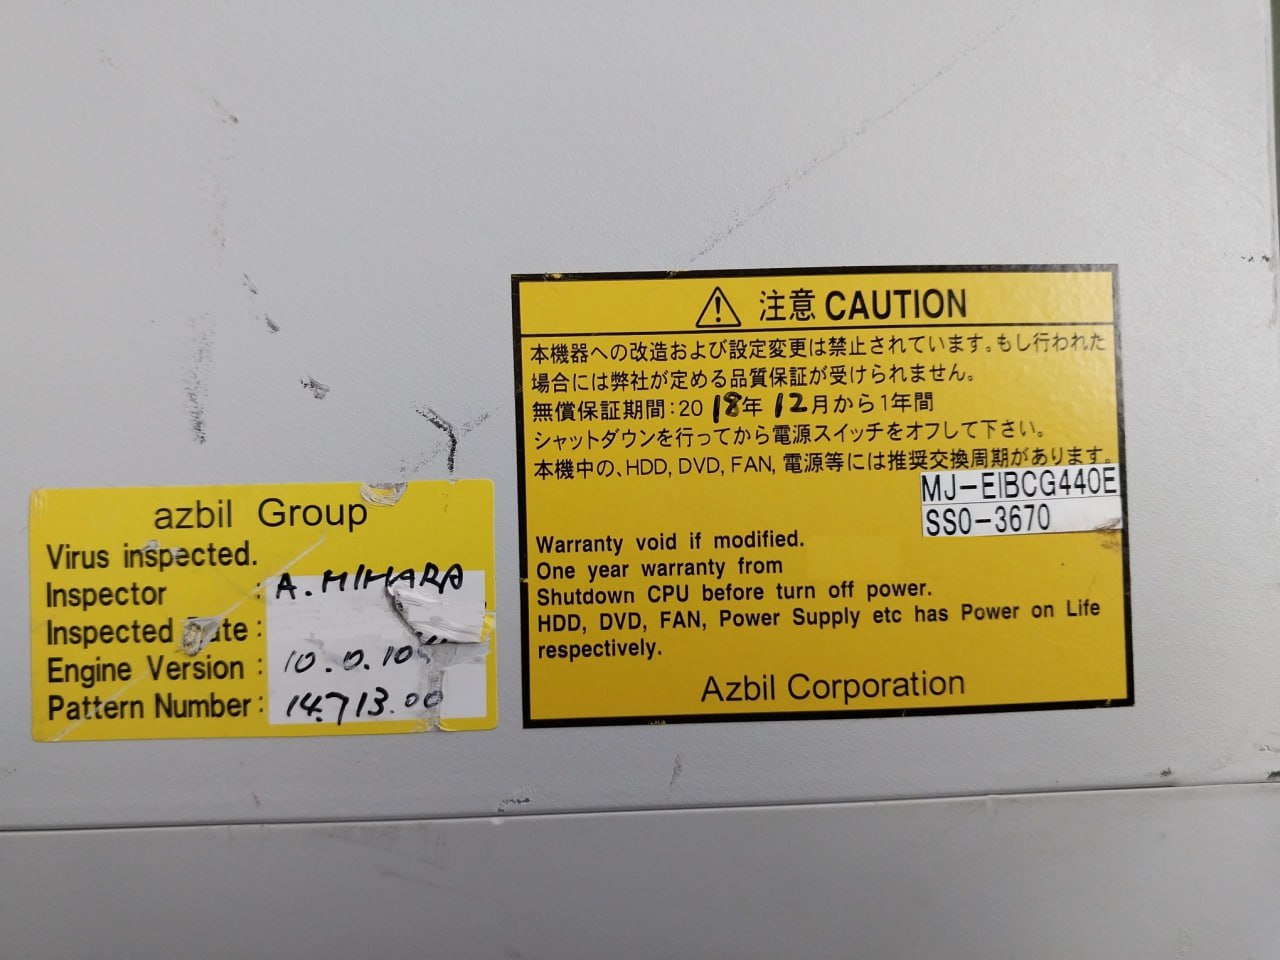 azbil Group
Virus inspected.
Inspector : A. MIHARA
Inspected Date :
Engine Version : 10.0.10
Pattern Number : 14.713.00
注意 CAUTION
本機器への改造および設定変更は禁止されています。もし行われた
場合には弊社が定める品質保証が受けられません。
無償保証期間：2018年12月から1年間
シャットダウンを行ってから電源スイッチをオフして下さい。
本機中の、HDD, DVD, FAN, 電源等には推奨交換周期があります。
MJ-EIBCG440E
SS0-3670
Warranty void if modified.
One year warranty from
Shutdown CPU before turn off power.
HDD, DVD, FAN, Power Supply etc has Power on Life
respectively.
Azbil Corporation